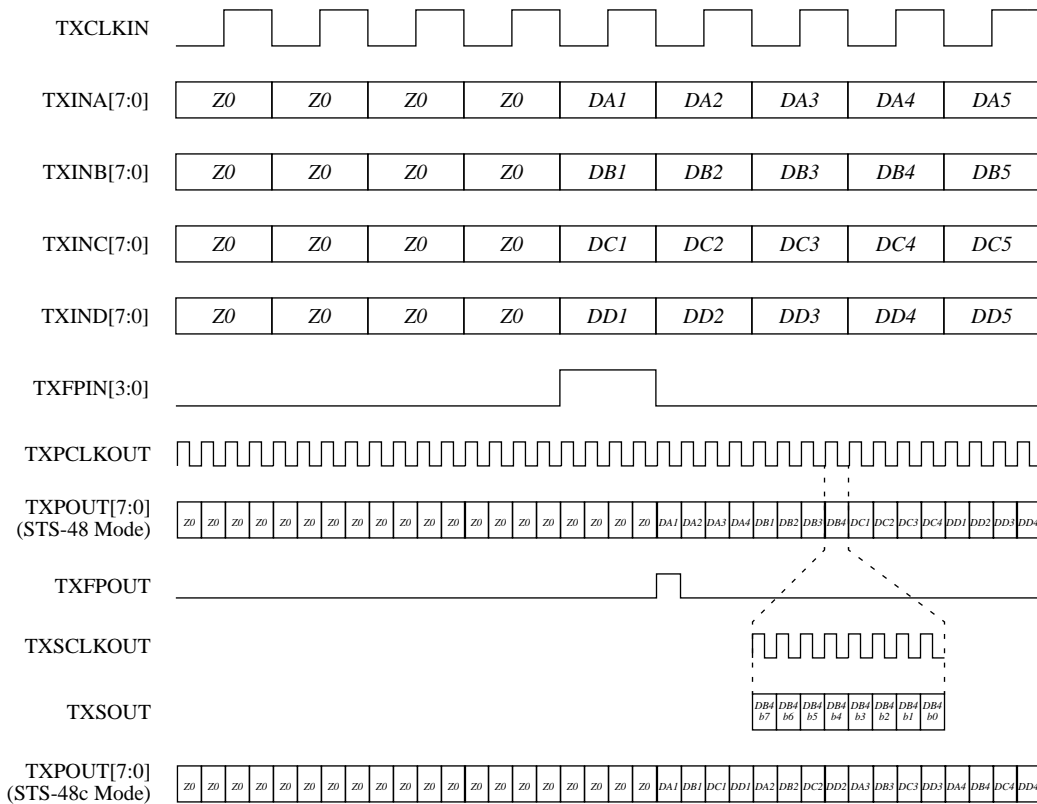 TXCLKIN
TXINA[7:0] Z0 Z0 Z0 Z0 DA1 DA2 DA3 DA4 DA5
TXINB[7:0] Z0 Z0 Z0 Z0 DB1 DB2 DB3 DB4 DB5
TXINC[7:0] Z0 Z0 Z0 Z0 DC1 DC2 DC3 DC4 DC5
TXIND[7:0] Z0 Z0 Z0 Z0 DD1 DD2 DD3 DD4 DD5
TXFPIN[3:0]
TXPCLKOUT
TXPOUT[7:0]
(STS-48 Mode)
Z0 Z0 Z0 Z0 Z0 Z0 Z0 Z0 Z0 Z0 Z0 Z0 Z0 Z0 Z0 Z0 Z0 Z0 Z0 Z0 DA1 DA2 DA3 DA4 DB1 DB2 DB3 DB4 DC1 DC2 DC3 DC4 DD1 DD2 DD3 DD4
TXFPOUT
TXSCLKOUT
TXSOUT
DB4 DB4 DB4 DB4 DB4 DB4 DB4 DB4
b7 b6 b5 b4 b3 b2 b1 b0
TXPOUT[7:0]
(STS-48c Mode)
Z0 Z0 Z0 Z0 Z0 Z0 Z0 Z0 Z0 Z0 Z0 Z0 Z0 Z0 Z0 Z0 Z0 Z0 Z0 Z0 DA1 DB1 DC1 DD1 DA2 DB2 DC2 DD2 DA3 DB3 DC3 DD3 DA4 DB4 DC4 DD4